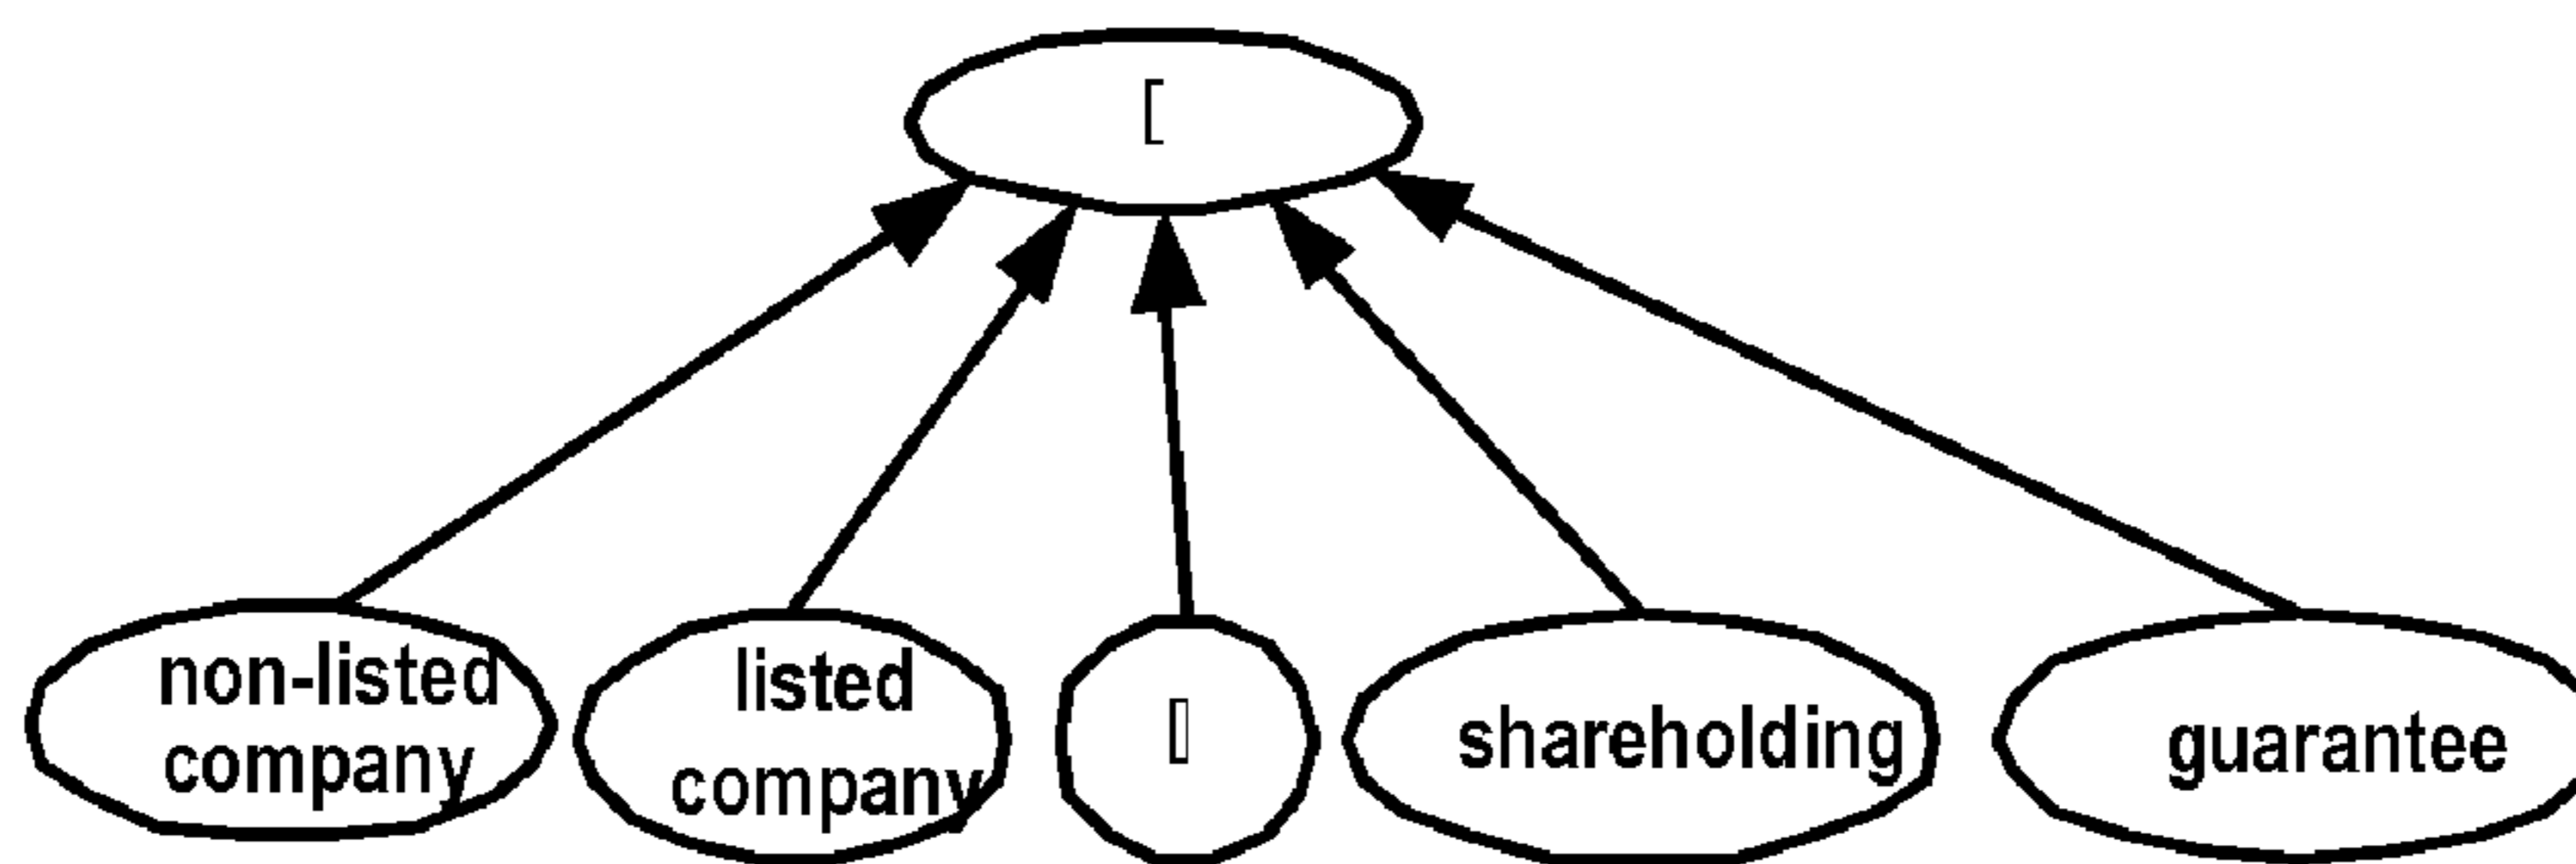 [
non-listed
company
listed
company
▯
shareholding
guarantee